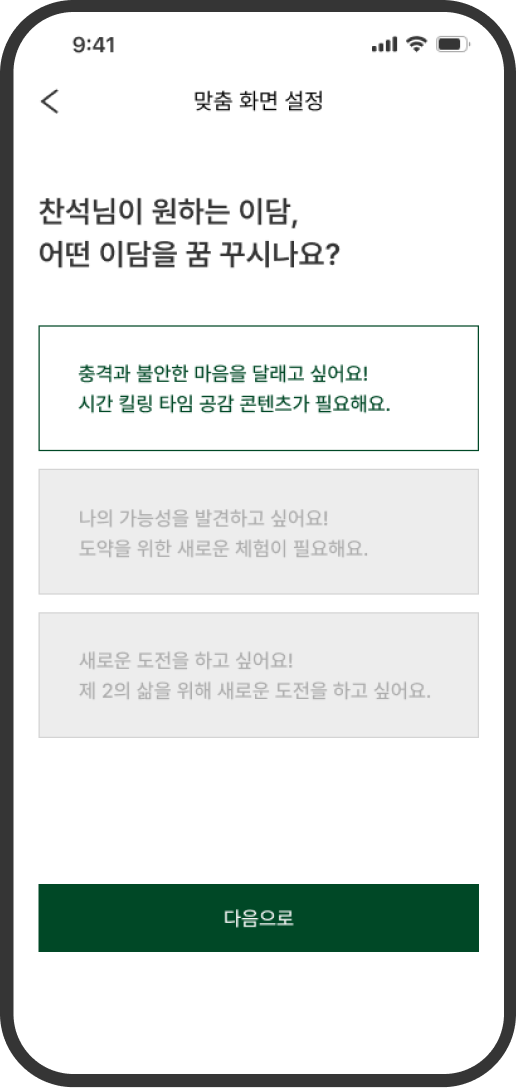 9:41
맞춤 화면 설정
찬석님이 원하는 이담,
어떤 이담을 꿈 꾸시나요?
충격과 불안한 마음을 달래고 싶어요!
시간 킬링 타임 공감 콘텐츠가 필요해요.
나의 가능성을 발견하고 싶어요!
도약을 위한 새로운 체험이 필요해요.
새로운 도전을 하고 싶어요!
제 2의 삶을 위해 새로운 도전을 하고 싶어요.
다음으로